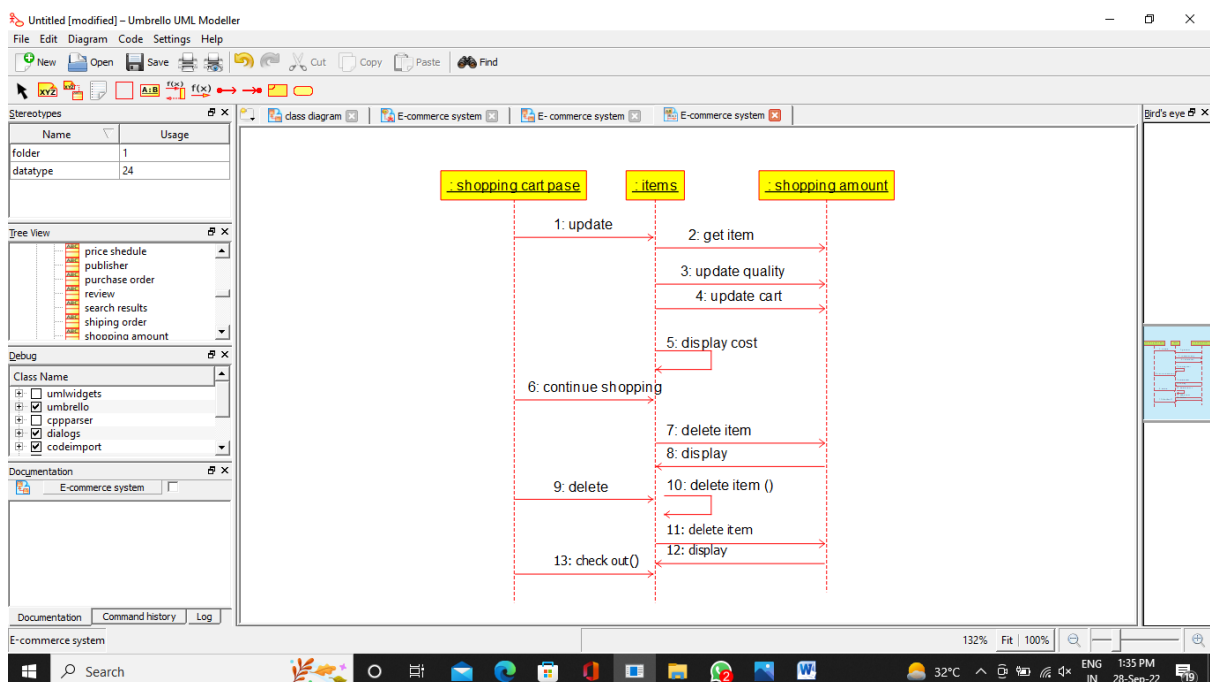 Untitled [modified] – Umbrello UML Modeller
File Edit Diagram Code Settings Help
New Open Save Cut Copy Paste Find
XYZ A:B f(x) f(x)
Stereotypes
Name Usage
folder 1
datatype 24
class diagram E-commerce system E- commerce system E-commerce system
Bird's eye
Tree View
price shedule
publisher
purchase order
review
search results
shiping order
shopping amount
Debug
Class Name
umlwidgets
umbrello
cppparser
dialogs
codeimport
Documentation
E-commerce system
Documentation Command history Log
: shopping cart pase : items : shopping amount
1: update
2: get item
3: update quality
4: update cart
5: display cost
6: continue shopping
7: delete item
8: display
9: delete
10: delete item ()
11: delete item
12: display
13: check out()
E-commerce system
132% Fit 100%
Search
2
W
32°C
ENG
IN
1:35 PM
28-Sep-22
19